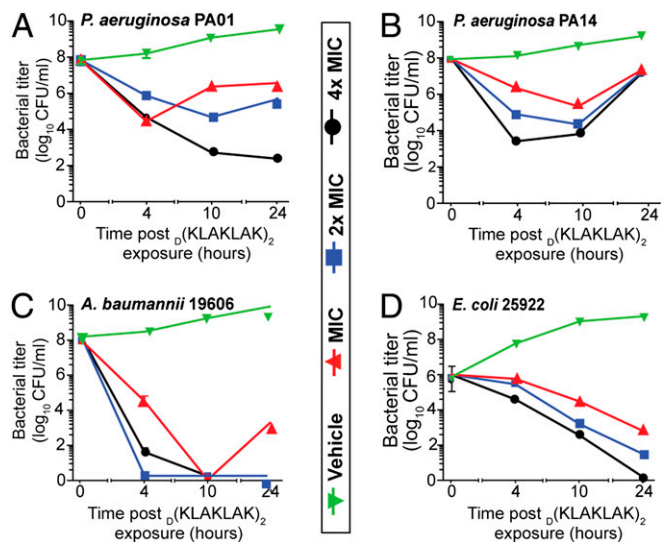 A
P. aeruginosa PA01
10
8
6
4
2
0
Bacterial titer
(log10 CFU/ml)
0 4 10 24
Time post D(KLAKLAK)2
exposure (hours)
B
P. aeruginosa PA14
10
8
6
4
2
0
Bacterial titer
(log10 CFU/ml)
0 4 10 24
Time post D(KLAKLAK)2
exposure (hours)
4x MIC
2x MIC
MIC
Vehicle
C
A. baumannii 19606
10
8
6
4
2
0
Bacterial titer
(log10 CFU/ml)
0 4 10 24
Time post D(KLAKLAK)2
exposure (hours)
D
E. coli 25922
10
8
6
4
2
0
Bacterial titer
(log10 CFU/ml)
0 4 10 24
Time post D(KLAKLAK)2
exposure (hours)